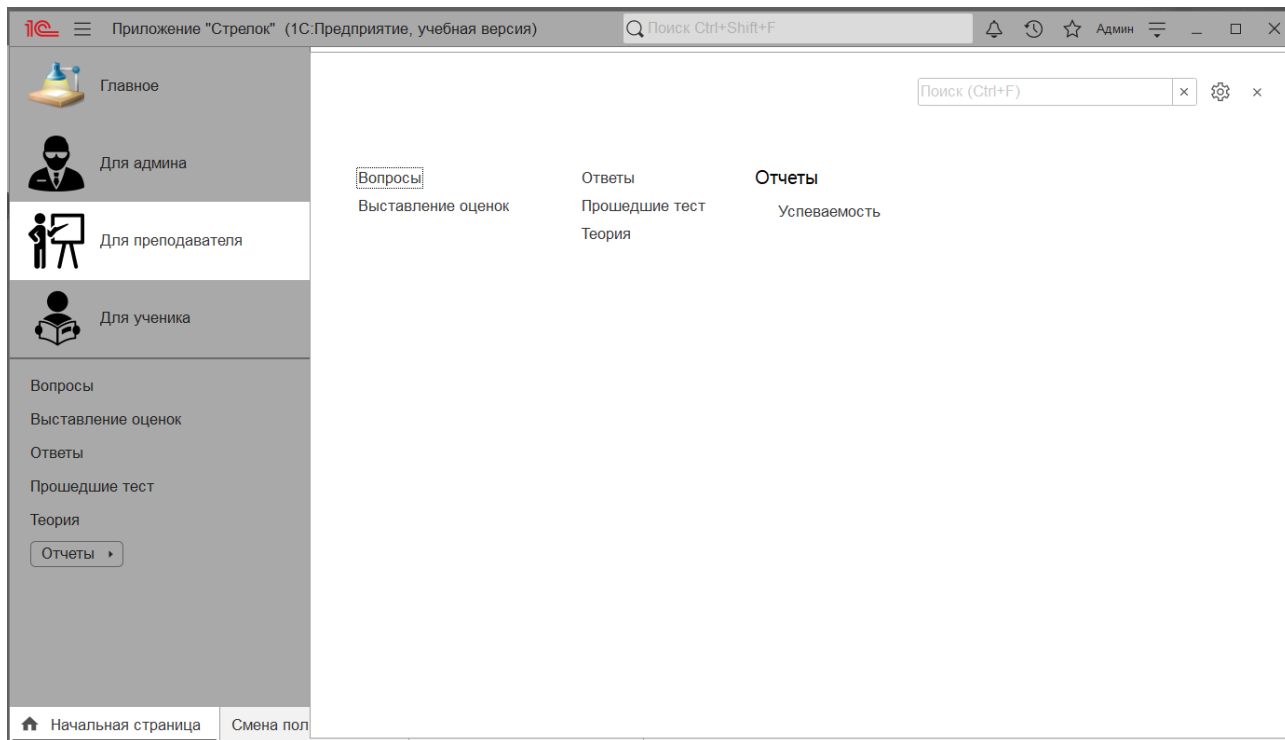 1С Приложение "Стрелок" (1С:Предприятие, учебная версия) Поиск Ctrl+Shift+F Админ
Главное
Для админа
Для преподавателя
Для ученика
Вопросы
Выставление оценок
Ответы
Прошедшие тест
Теория
Отчеты
Поиск (Ctrl+F)
Вопросы Ответы Отчеты
Выставление оценок Прошедшие тест Успеваемость
Теория
Начальная страница Смена пол